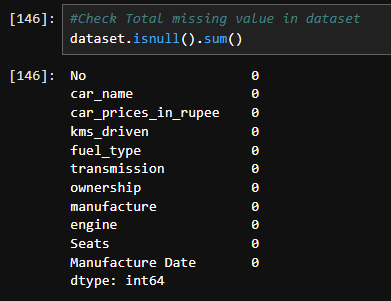 [146]: #Check Total missing value in dataset
dataset.isnull().sum()
[146]: No 0
car_name 0
car_prices_in_rupee 0
kms_driven 0
fuel_type 0
transmission 0
ownership 0
manufacture 0
engine 0
Seats 0
Manufacture Date 0
dtype: int64